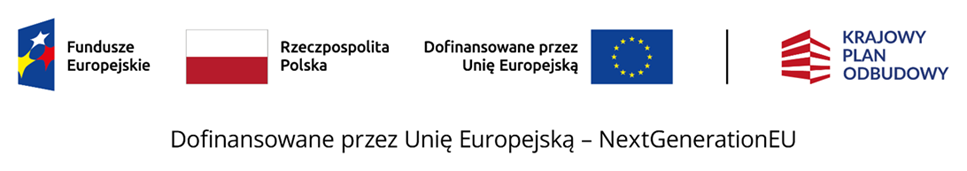 Fundusze
Europejskie
Rzeczpospolita
Polska
Dofinansowane przez
Unię Europejską
KRAJOWY
PLAN
ODBUDOWY
Dofinansowane przez Unię Europejską – NextGenerationEU